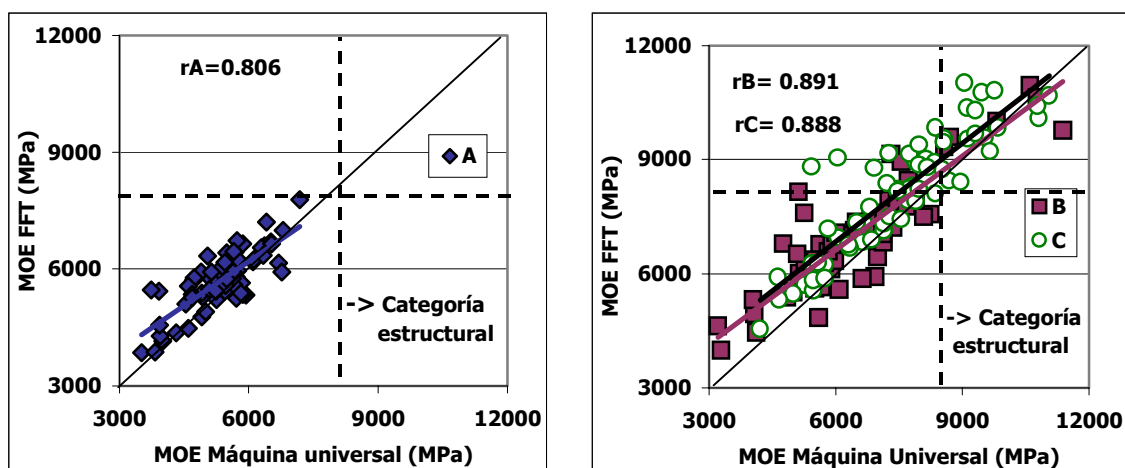 12000
9000
6000
3000
MOE FFT (MPa)
rA=0.806
A
-> Categoría
estructural
3000
6000
9000
12000
MOE Máquina universal (MPa)
12000
9000
6000
3000
MOE FFT (MPa)
rB= 0.891
rC= 0.888
B
C
-> Categoría
estructural
3000
6000
9000
12000
MOE Máquina Universal (MPa)